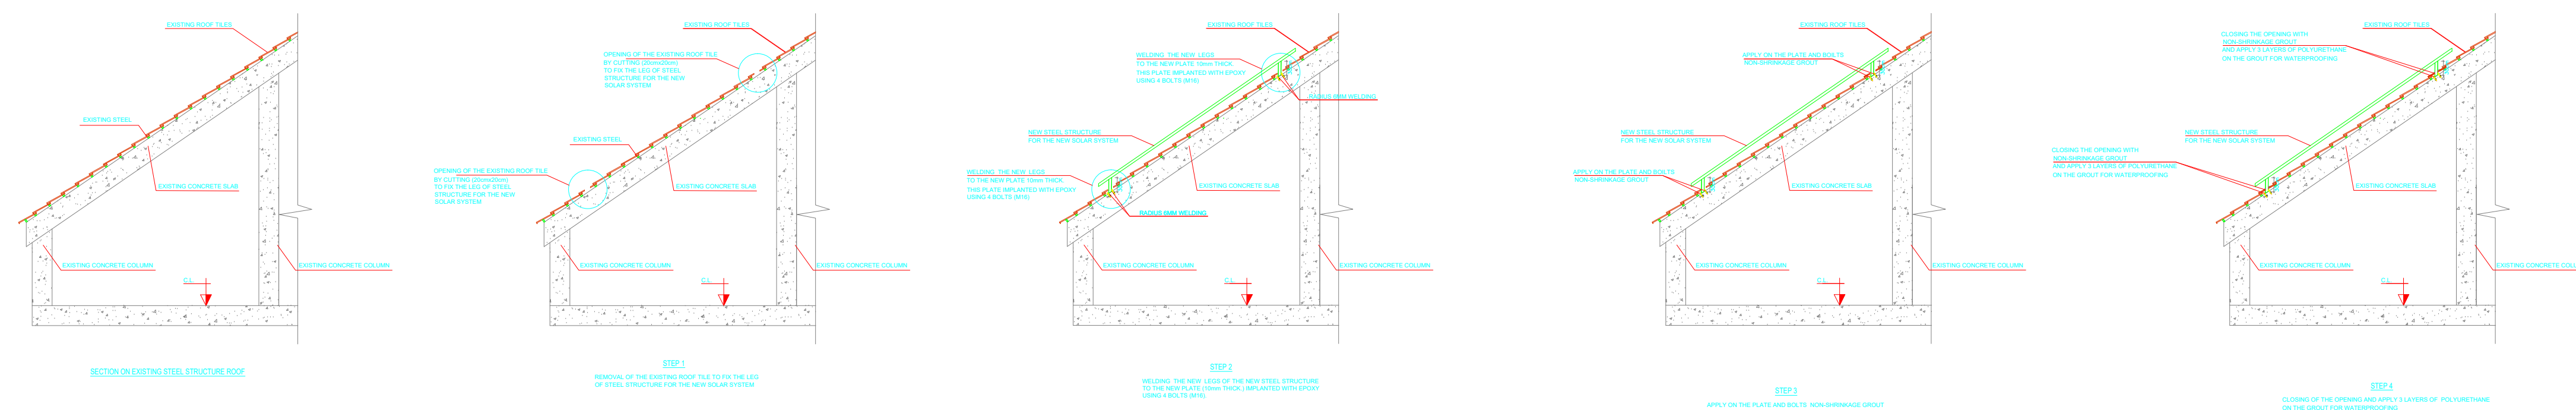 EXISTING ROOF TILES
EXISTING STEEL
EXISTING CONCRETE SLAB
EXISTING CONCRETE COLUMN
EXISTING CONCRETE COLUMN
C.L.
SECTION ON EXISTING STEEL STRUCTURE ROOF
EXISTING ROOF TILES
OPENING OF THE EXISTING ROOF TILE
BY CUTTING (20cmx20cm)
TO FIX THE LEG OF STEEL
STRUCTURE FOR THE NEW
SOLAR SYSTEM
EXISTING STEEL
OPENING OF THE EXISTING ROOF TILE
BY CUTTING (20cmx20cm)
TO FIX THE LEG OF STEEL
STRUCTURE FOR THE NEW
SOLAR SYSTEM
EXISTING CONCRETE SLAB
EXISTING CONCRETE COLUMN
EXISTING CONCRETE COLUMN
C.L.
STEP 1
REMOVAL OF THE EXISTING ROOF TILE TO FIX THE LEG
OF STEEL STRUCTURE FOR THE NEW SOLAR SYSTEM
EXISTING ROOF TILES
WELDING THE NEW LEGS
TO THE NEW PLATE 10mm THICK
THIS PLATE IMPLANTED WITH EPOXY
USING 4 BOLTS (M16)
RADIUS 6MM WELDING
NEW STEEL STRUCTURE
FOR THE NEW SOLAR SYSTEM
WELDING THE NEW LEGS
TO THE NEW PLATE 10mm THICK
THIS PLATE IMPLANTED WITH EPOXY
USING 4 BOLTS (M16)
EXISTING CONCRETE SLAB
RADIUS 6MM WELDING
EXISTING CONCRETE COLUMN
EXISTING CONCRETE COLUMN
C.L.
STEP 2
WELDING THE NEW LEGS OF THE NEW STEEL STRUCTURE
TO THE NEW PLATE (10mm THICK ) IMPLANTED WITH EPOXY
USING 4 BOLTS (M16)
EXISTING ROOF TILES
APPLY ON THE PLATE AND BOLTS
NON-SHRINKAGE GROUT
NEW STEEL STRUCTURE
FOR THE NEW SOLAR SYSTEM
APPLY ON THE PLATE AND BOILTS
NON-SHRINKAGE GROUT
EXISTING CONCRETE SLAB
EXISTING CONCRETE COLUMN
EXISTING CONCRETE COLUMN
C.L.
STEP 3
APPLY ON THE PLATE AND BOLTS NON-SHRINKAGE GROUT
EXISTING ROOF TILES
CLOSING THE OPENING WITH
NON-SHRINKAGE GROUT
AND APPLY 3 LAYERS OF POLYURETHANE
ON THE GROUT FOR WATERPROOFING
NEW STEEL STRUCTURE
FOR THE NEW SOLAR SYSTEM
CLOSING THE OPENING WITH
NON-SHRINKAGE GROUT
AND APPLY 3 LAYERS OF POLYURETHANE
ON THE GROUT FOR WATERPROOFING
EXISTING CONCRETE SLAB
EXISTING CONCRETE COLUMN
EXISTING CONCRETE COLU
C.L.
STEP 4
CLOSING OF THE OPENING AND APPLY 3 LAYERS OF POLYURETHANE
ON THE GROUT FOR WATERPROOFING